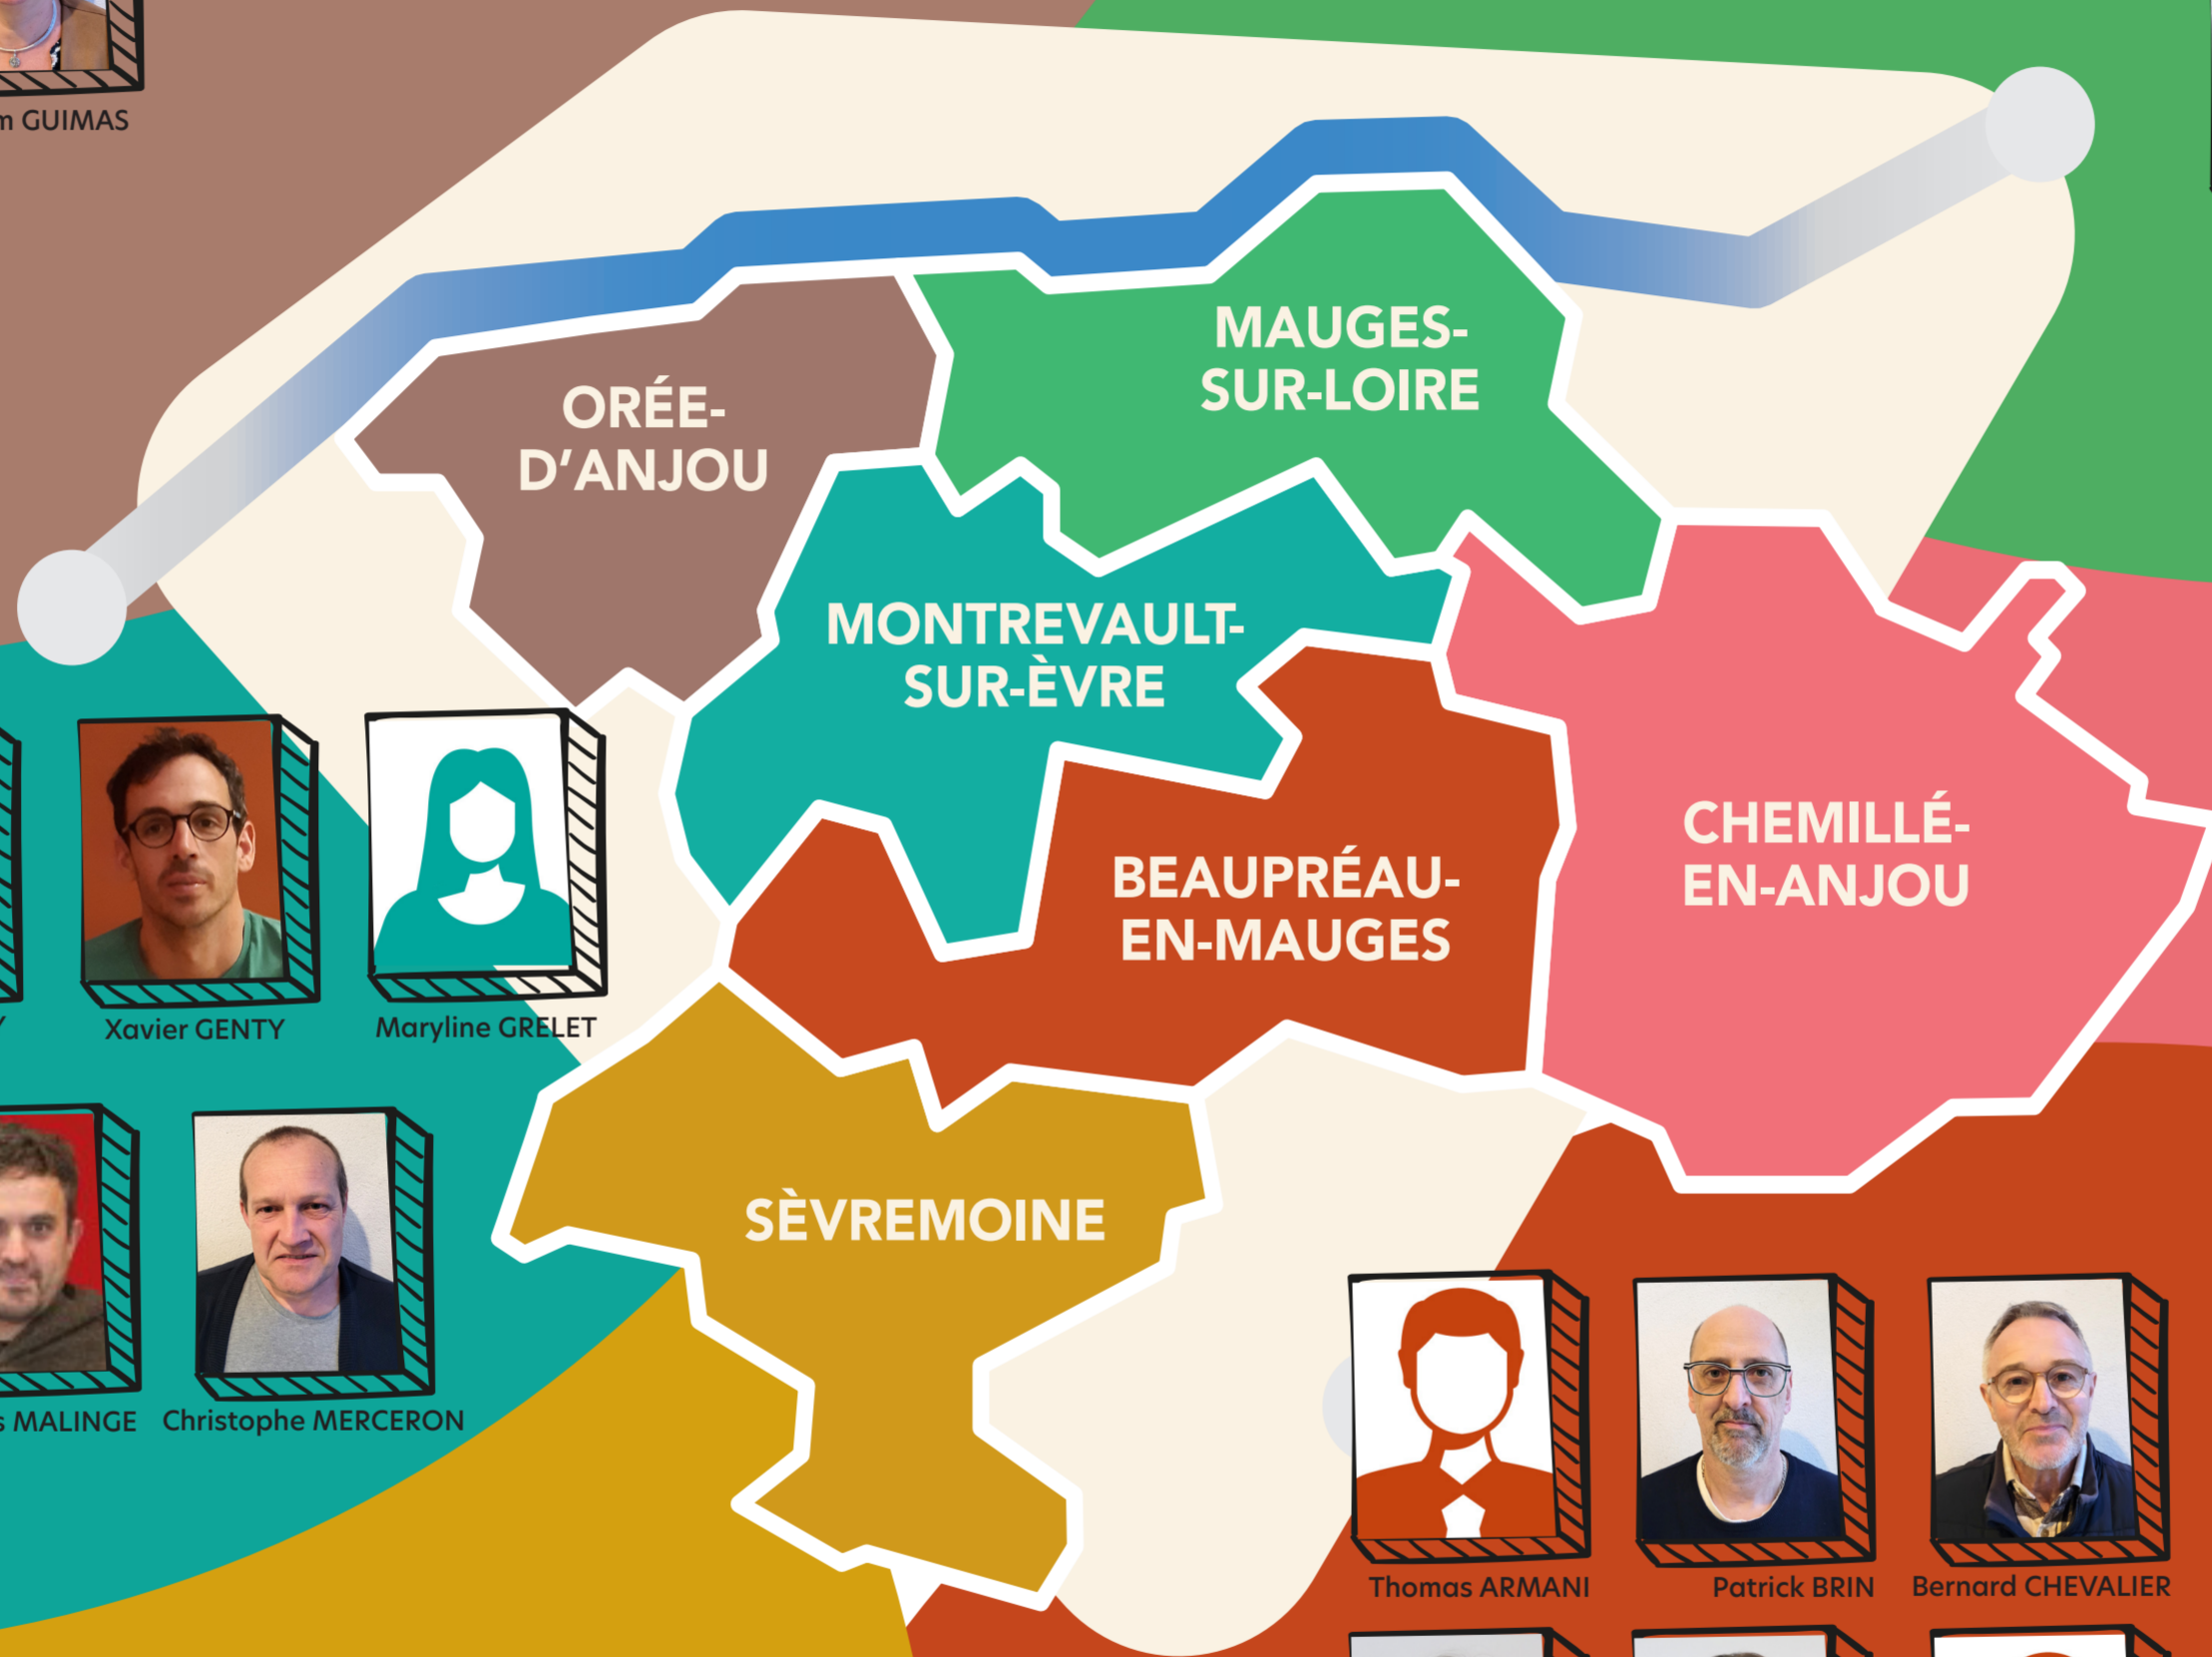 GUIMAS
MAUGES-
SUR-LOIRE
ORÉE-
D'ANJOU
MONTREVAULT-
SUR-ÈVRE
CHEMILLÉ-
EN-ANJOU
BEAUPRÉAU-
EN-MAUGES
Xavier GENTY
Maryline GRELET
SÈVREMOINE
MALINGE
Christophe MERCERON
Thomas ARMANI
Patrick BRIN
Bernard CHEVALIER